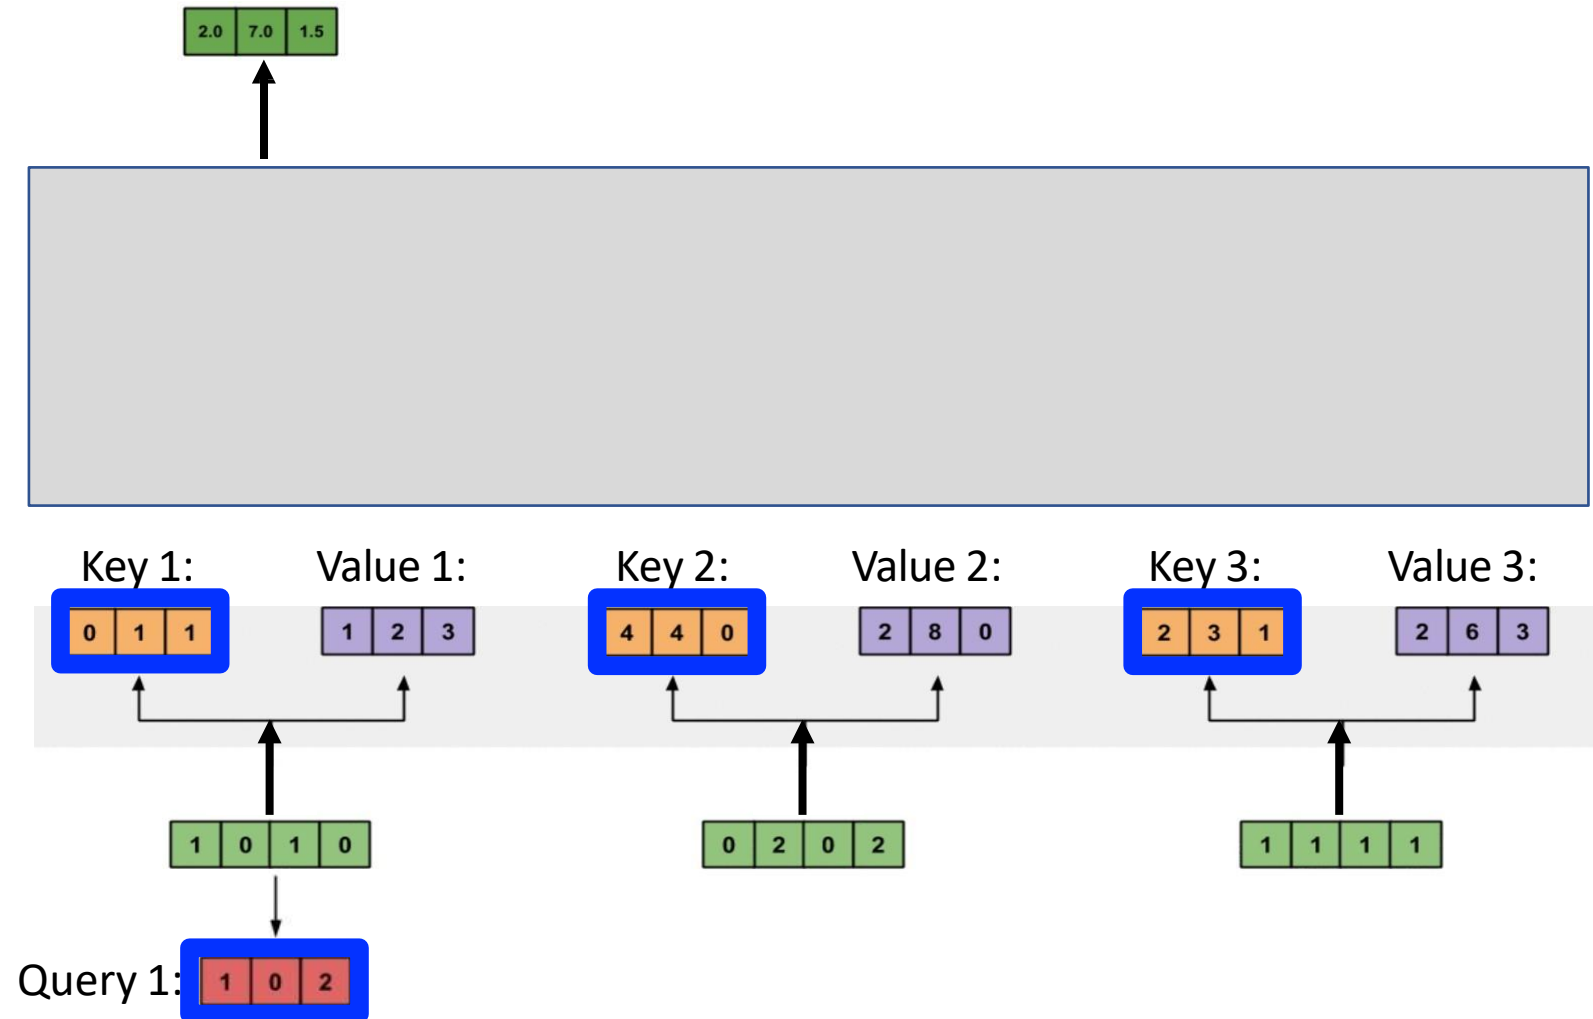 2.0 7.0 1.5
Key 1: Value 1: Key 2: Value 2: Key 3: Value 3:
0 1 1 1 2 3 4 4 0 2 8 0 2 3 1 2 6 3
1 0 1 0 0 2 0 2 1 1 1 1
Query 1: 1 0 2